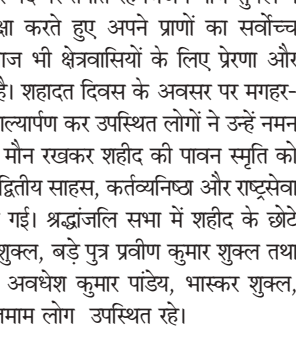 क्षा करते हुए अपने प्राणों का सर्वोच्च
ाज भी क्षेत्रवासियों के लिए प्रेरणा और
है। शहादत दिवस के अवसर पर मगहर-
ाल्यार्पण कर उपस्थित लोगों ने उन्हें नमन
मौन रखकर शहीद की पावन स्मृति को
द्वितीय साहस, कर्तव्यनिष्ठा और राष्ट्रसेवा
गई। श्रद्धांजलि सभा में शहीद के छोटे
शुक्ल, बड़े पुत्र प्रवीण कुमार शुक्ल तथा
अवधेश कुमार पांडेय, भास्कर शुक्ल,
तमाम लोग उपस्थित रहे।